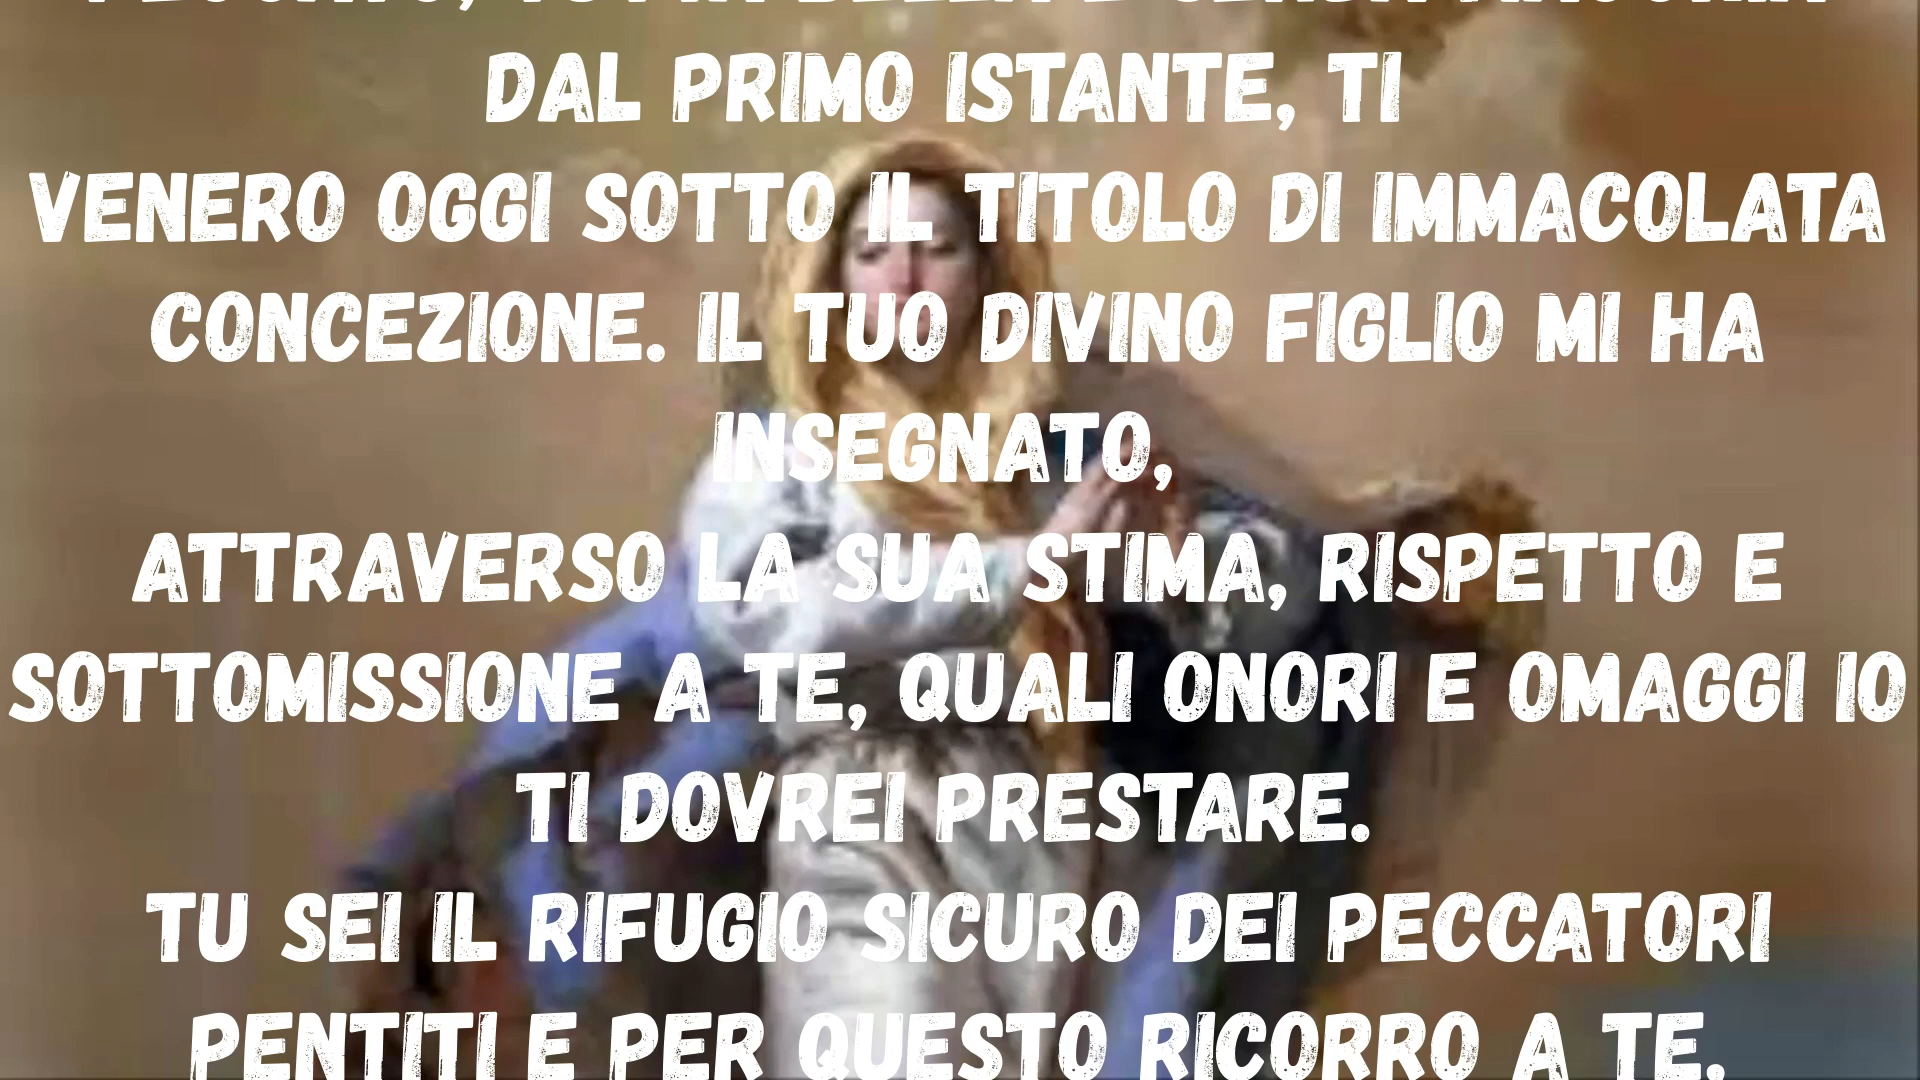 DAL PRIMO ISTANTE, TI
VENERO OGGI SOTTO IL TITOLO DI IMMACOLATA
CONCEZIONE. IL TUO DIVINO FIGLIO MI HA
INSEGNATO,
ATTRAVERSO LA SUA STIMA, RISPETTO E
SOTTOMISSIONE A TE, QUALI ONORI E OMAGGI IO
TI DOVREI PRESTARE.
TU SEI IL RIFUGIO SICURO DEI PECCATORI
PENTITI E PER QUESTO RICORRO A TE,